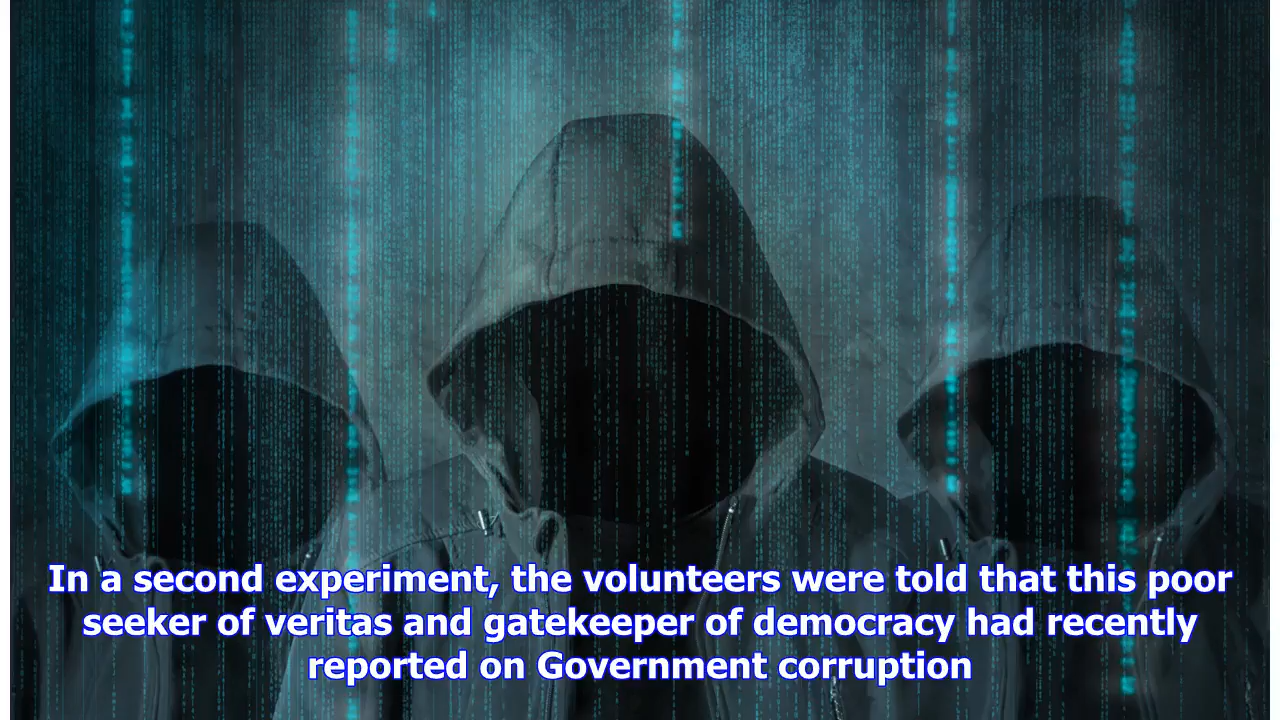 In a second experiment, the volunteers were told that this poor
seeker of veritas and gatekeeper of democracy had recently
reported on Government corruption